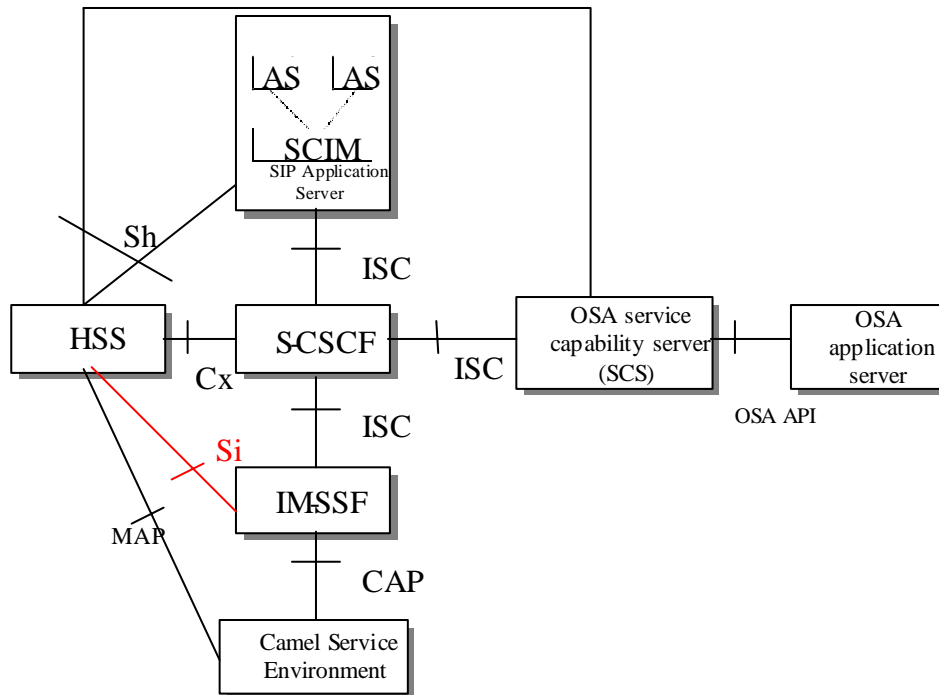 AS AS
SCIM
SIP Application
Server
Sh
ISC
HSS
S-CSCF
OSA service
capability server
(SCS)
OSA
application
server
Cx
ISC
OSA API
ISC
Si
IM-SSF
MAP
CAP
Camel Service
Environment